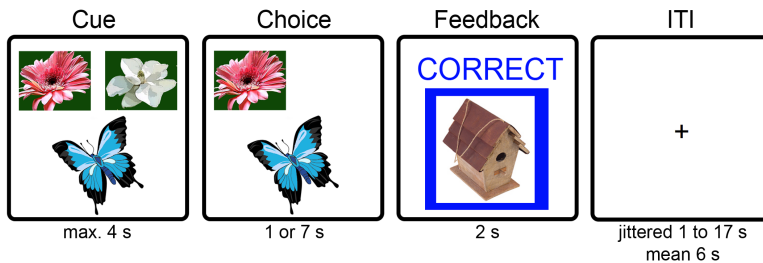 Cue
Choice
Feedback
ITI
CORRECT
+
max. 4 s
1 or 7 s
2 s
jittered 1 to 17 s
mean 6 s